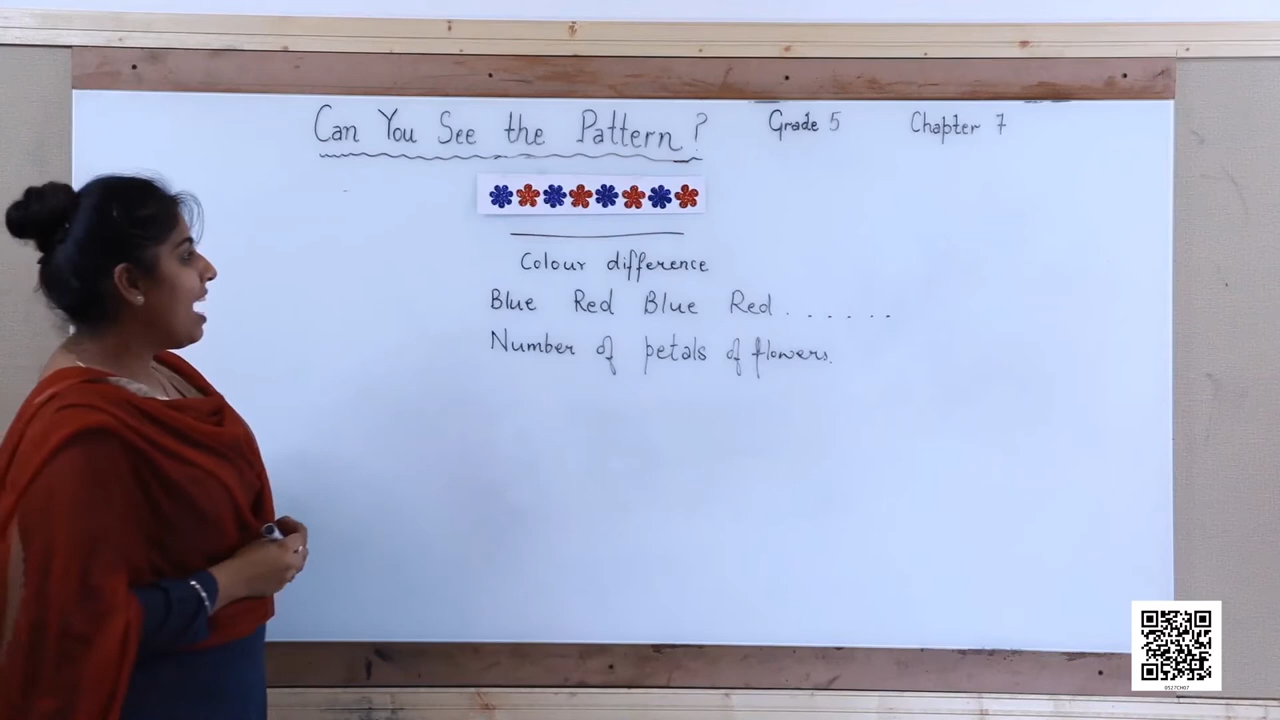 Can You See the Pattern? Grade 5 Chapter 7
Colour difference
Blue Red Blue Red . . . . . .
Number of petals of flowers.
0527CH07